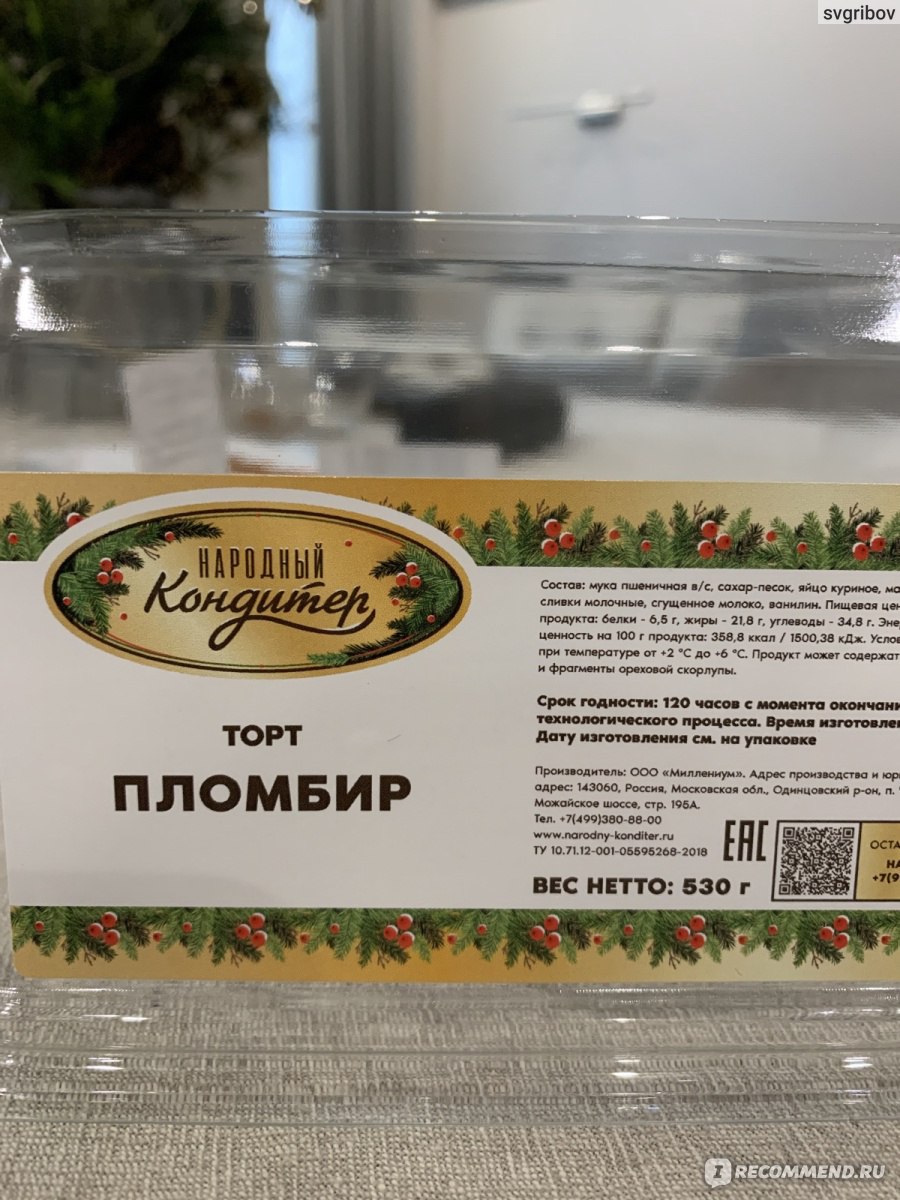 svgribov
НАРОДНЫЙ
Кондитер
ТОРТ
ПЛОМБИР
Состав: мука пшеничная в/с, сахар-песок, яйцо куриное,
сливки молочные, сгущенное молоко, ванилин. Пищевая
продукта: белки - 6,5 г, жиры - 21,8 г, углеводы - 34,8 г.
ценность на 100 г продукта: 358,8 ккал / 1500,38 кДж.
при температуре от +2 °C до +6 °C. Продукт может
и фрагменты ореховой скорлупы.
Срок годности: 120 часов с момента
технологического процесса. Время
Дату изготовления см. на упаковке
Производитель: ООО «Миллениум». Адрес производства и
адрес: 143060, Россия, Московская обл., Одинцовский р-он, п.
Можайское шоссе, стр. 195А.
Тел. +7(499)380-88-00
www.narodny-konditer.ru
ТУ 10.71.12-001-05595268-2018
EAC
ВЕС НЕТТО: 530 г
+7(9
IRECOMMEND.RU